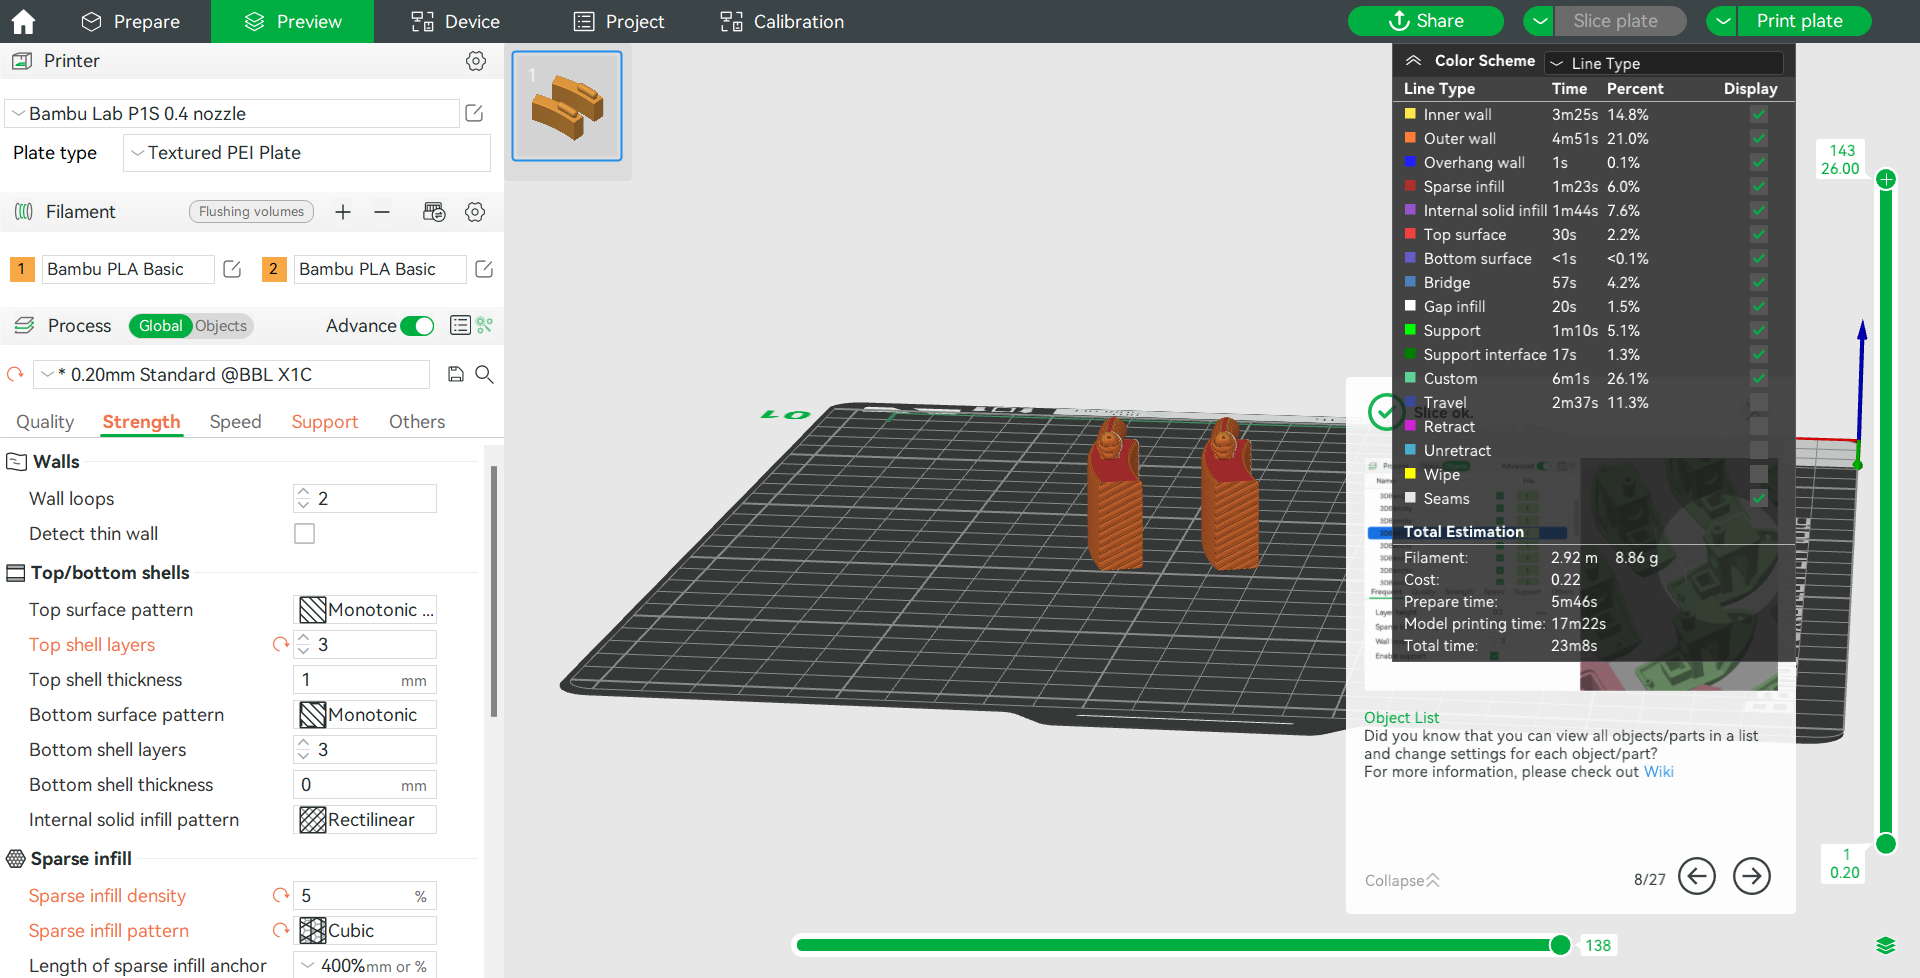 Prepare
Preview
Device
Project
Calibration
Share
Slice plate
Print plate
Printer
Bambu Lab P1S 0.4 nozzle
Plate type
Textured PEI Plate
Filament
Flushing volumes
1 Bambu PLA Basic
2 Bambu PLA Basic
Process
Global Objects
Advance
* 0.20mm Standard @BBL X1C
Quality Strength Speed Support Others
Walls
Wall loops 2
Detect thin wall
Top/bottom shells
Top surface pattern Monotonic ...
Top shell layers 3
Top shell thickness 1 mm
Bottom surface pattern Monotonic
Bottom shell layers 3
Bottom shell thickness 0 mm
Internal solid infill pattern Rectilinear
Sparse infill
Sparse infill density 5 %
Sparse infill pattern Cubic
Length of sparse infill anchor 400% mm or %
1
01
Color Scheme Line Type
Line Type Time Percent Display
Inner wall 3m25s 14.8%
Outer wall 4m51s 21.0%
Overhang wall 1s 0.1%
Sparse infill 1m23s 6.0%
Internal solid infill 1m44s 7.6%
Top surface 30s 2.2%
Bottom surface <1s <0.1%
Bridge 57s 4.2%
Gap infill 20s 1.5%
Support 1m10s 5.1%
Support interface 17s 1.3%
Custom 6m1s 26.1%
Travel 2m37s 11.3%
Slice ok.
Retract
Unretract
Wipe
Seams
Total Estimation
Filament: 2.92 m 8.86 g
Cost: 0.22
Prepare time: 5m46s
Model printing time: 17m22s
Total time: 23m8s
Object List
Did you know that you can view all objects/parts in a list
and change settings for each object/part?
For more information, please check out Wiki
Collapse
8/27
143
26.00
1
0.20
138